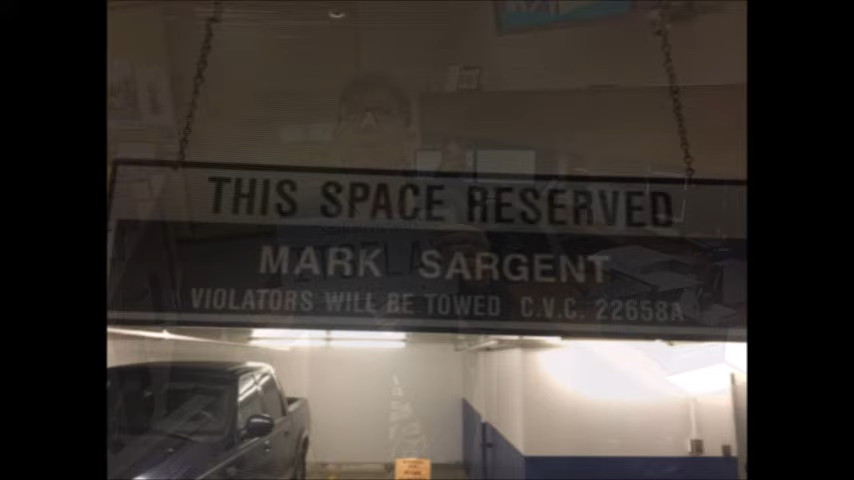 THIS SPACE RESERVED
MARK SARGENT
VIOLATORS WILL BE TOWED C.V.C. 22658A